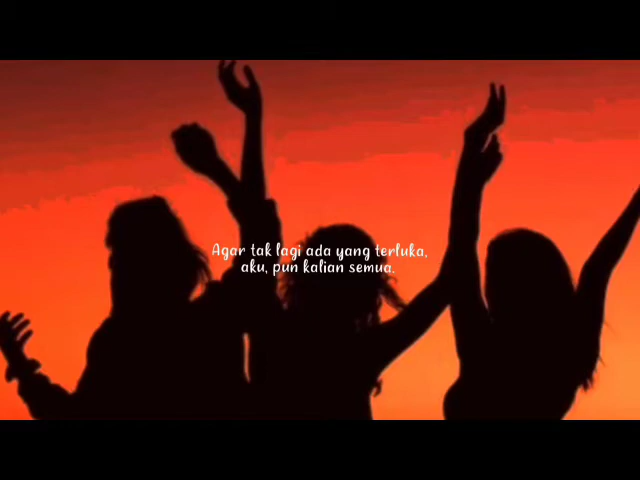 Agar tak lagi ada yang terluka,
aku, pun kalian semua.